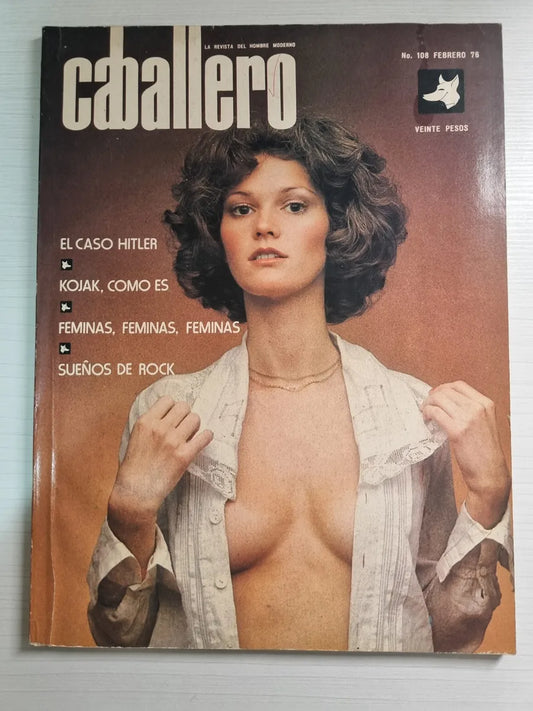 LA REVISTA DEL HOMBRE MODERNO
caballero
No. 108 FEBRERO 76
VEINTE PESOS
EL CASO HITLER
KOJAK, COMO ES
FEMINAS, FEMINAS, FEMINAS
SUEÑOS DE ROCK